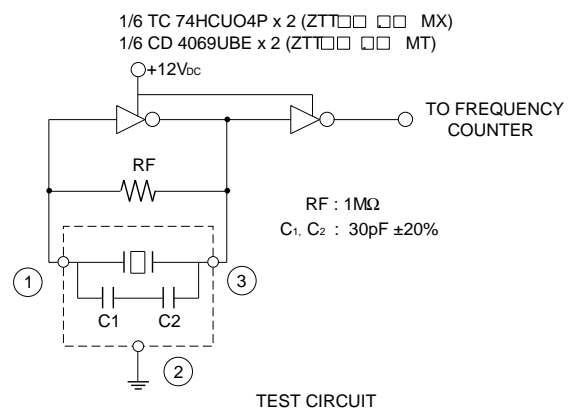 1/6 TC 74HCUO4P x 2 (ZTT□□ .□□ MX)
1/6 CD 4069UBE x 2 (ZTT□□ □□ MT)
+12VDC
TO FREQUENCY
COUNTER
RF
RF : 1MΩ
C1, C2 : 30pF ±20%
1
3
C1
C2
2
TEST CIRCUIT